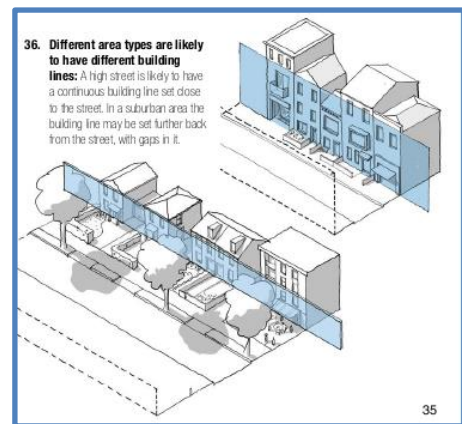 36. Different area types are likely
to have different building
lines: A high street is likely to have
a continuous building line set close
to the street. In a suburban area the
building line may be set further back
from the street, with gaps in it.
35